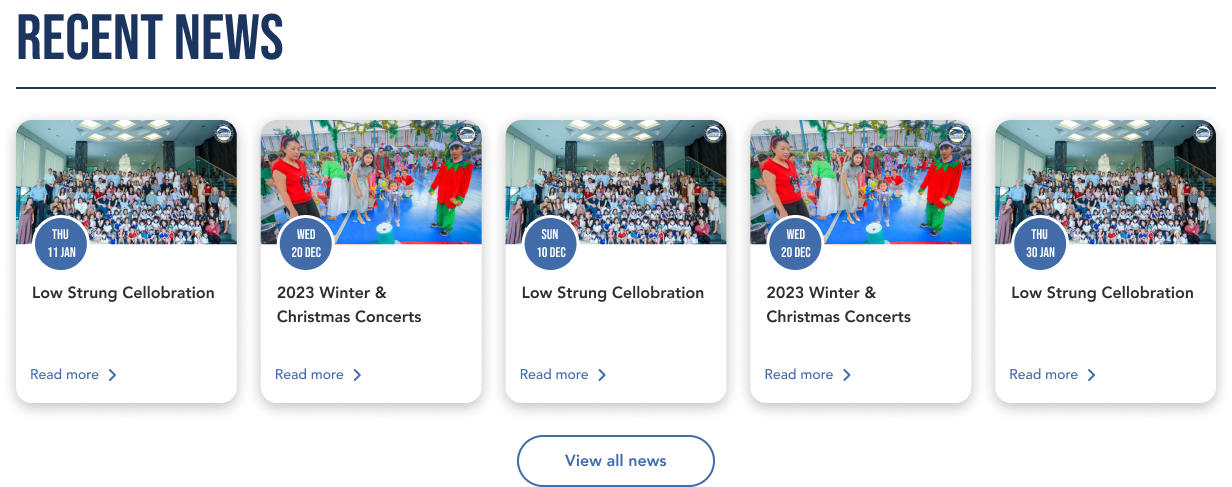 RECENT NEWS
THU
11 JAN
Low Strung Cellobration
Read more
WED
20 DEC
2023 Winter &
Christmas Concerts
Read more
SUN
10 DEC
Low Strung Cellobration
Read more
WED
20 DEC
2023 Winter &
Christmas Concerts
Read more
THU
30 JAN
Low Strung Cellobration
Read more
View all news